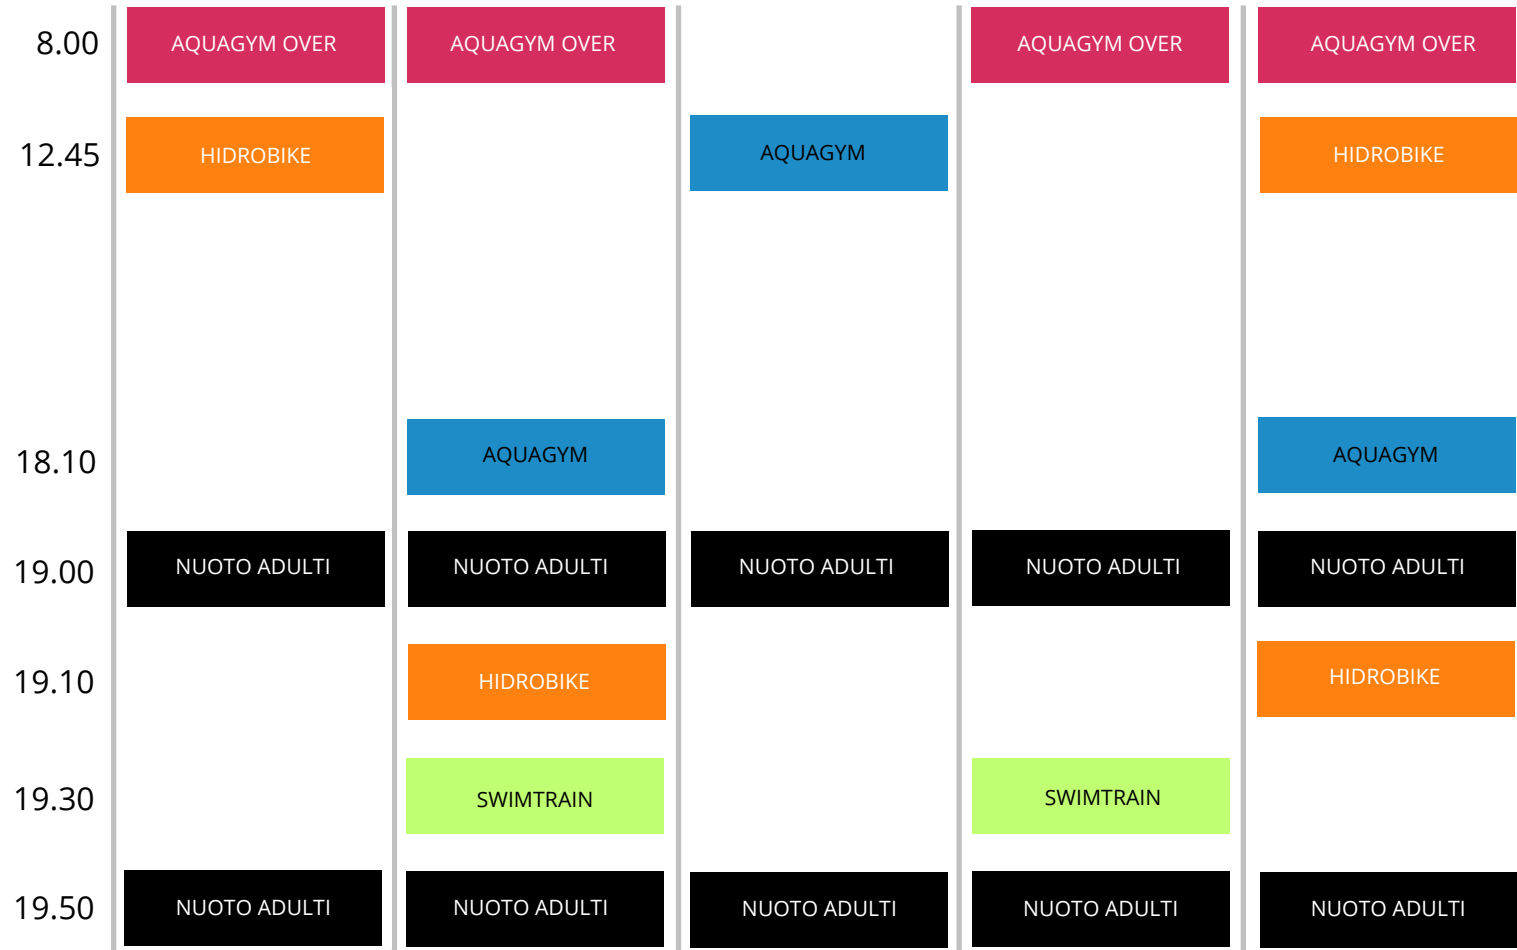 8.00 AQUAGYM OVER AQUAGYM OVER AQUAGYM OVER AQUAGYM OVER
12.45 HIDROBIKE AQUAGYM HIDROBIKE
18.10 AQUAGYM AQUAGYM
19.00 NUOTO ADULTI NUOTO ADULTI NUOTO ADULTI NUOTO ADULTI NUOTO ADULTI
19.10 HIDROBIKE HIDROBIKE
19.30 SWIMTRAIN SWIMTRAIN
19.50 NUOTO ADULTI NUOTO ADULTI NUOTO ADULTI NUOTO ADULTI NUOTO ADULTI